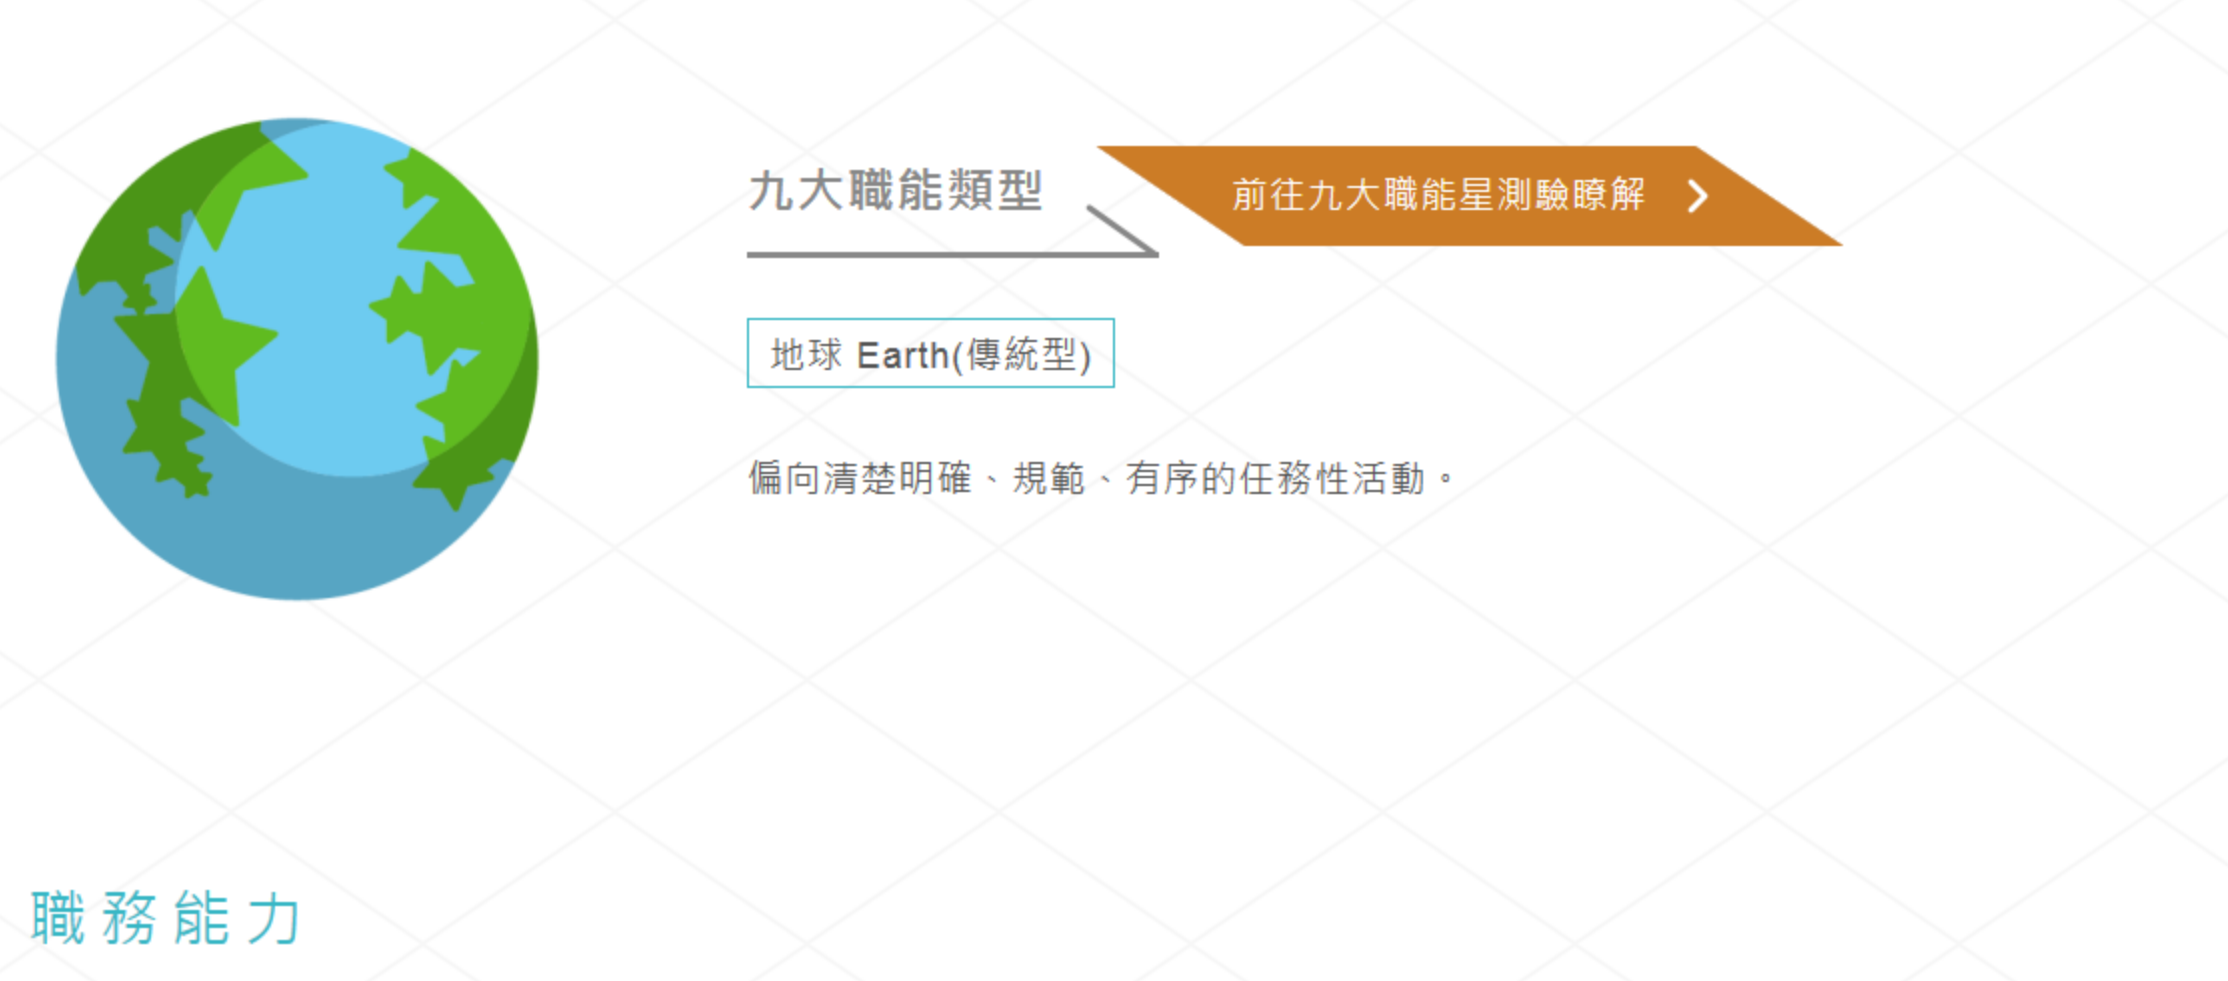 九大職能類型
前往九大職能星測驗瞭解
地球 Earth(傳統型)
偏向清楚明確、規範、有序的任務性活動。
職務能力